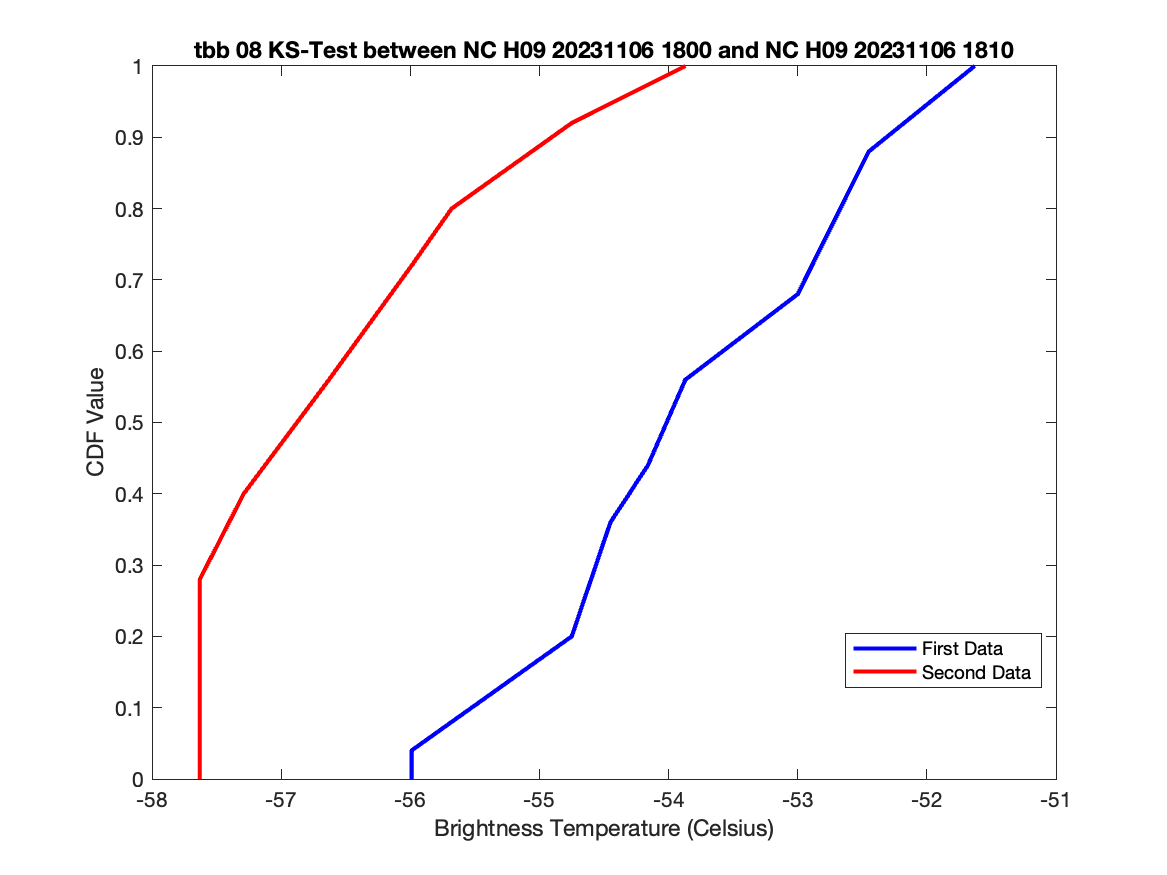 tbb 08 KS-Test between NC H09 20231106 1800 and NC H09 20231106 1810
1
0.9
0.8
0.7
0.6
0.5
0.4
0.3
0.2
0.1
0
CDF Value
First Data
Second Data
-58 -57 -56 -55 -54 -53 -52 -51
Brightness Temperature (Celsius)